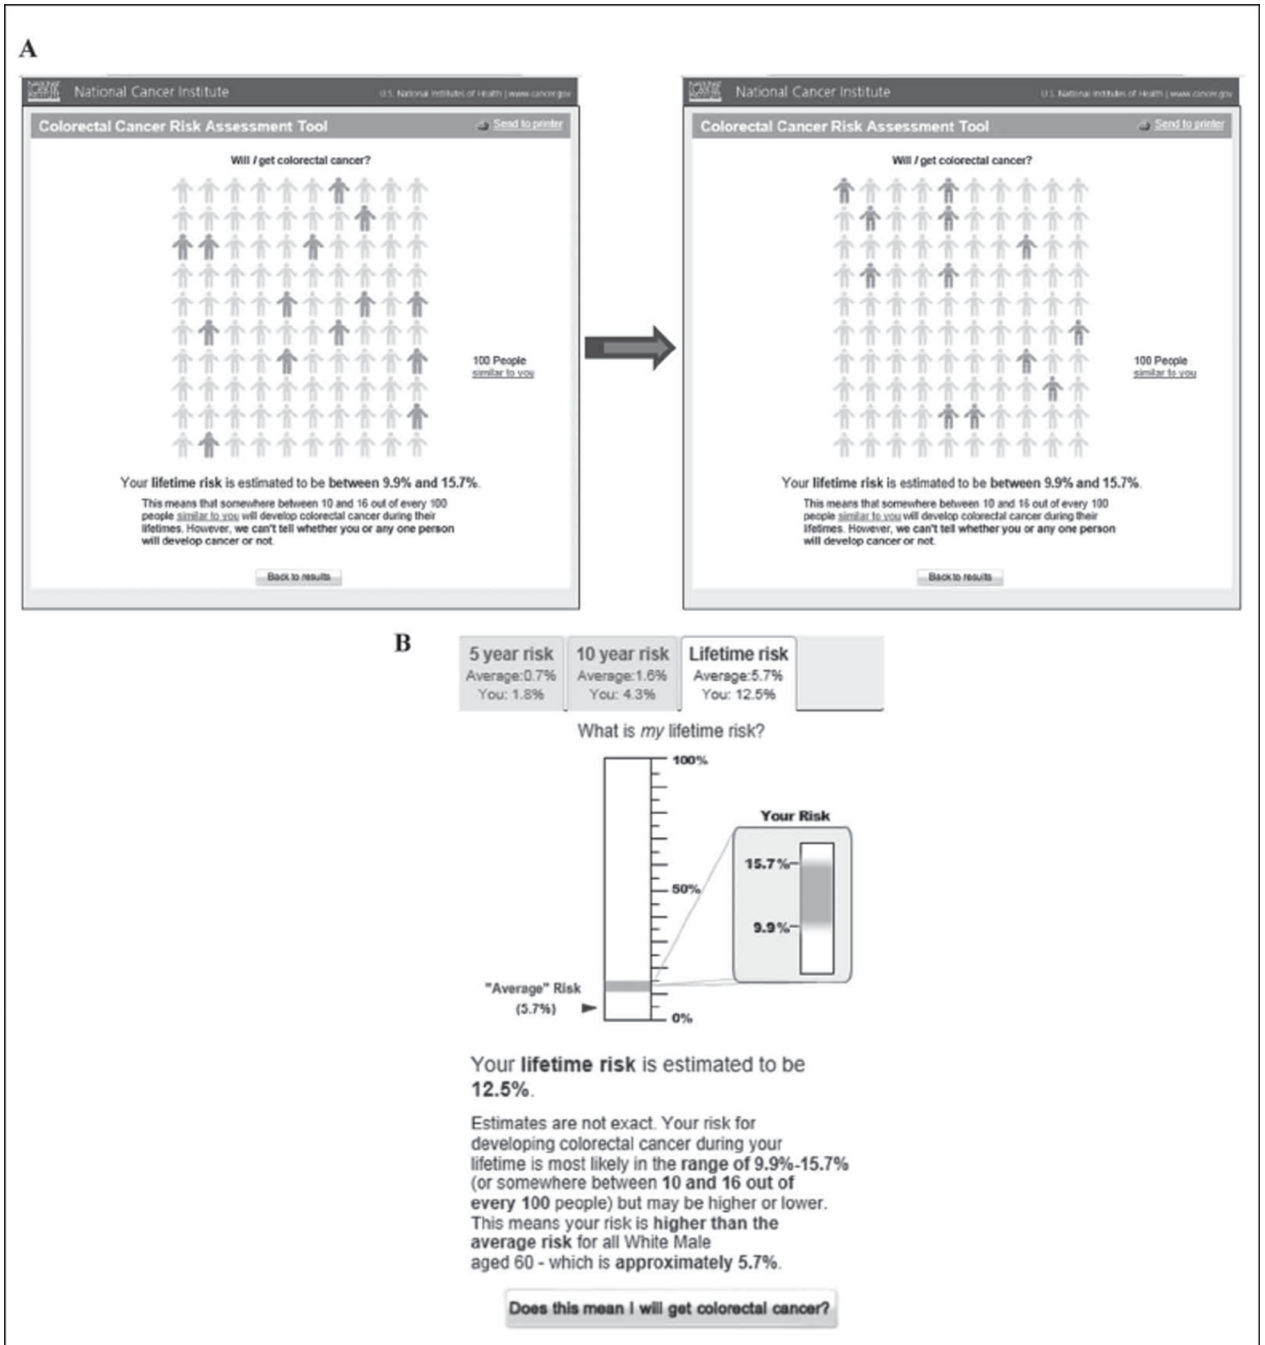 A
National Cancer Institute
U.S. National Institutes of Health | www.cancer.gov
Colorectal Cancer Risk Assessment Tool
Send to printer
Will I get colorectal cancer?
100 People
similar to you
Your lifetime risk is estimated to be between 9.9% and 15.7%.
This means that somewhere between 10 and 16 out of every 100
people similar to you will develop colorectal cancer during their
lifetimes. However, we can't tell whether you or any one person
will develop cancer or not.
Back to results
National Cancer Institute
U.S. National Institutes of Health | www.cancer.gov
Colorectal Cancer Risk Assessment Tool
Send to printer
Will I get colorectal cancer?
100 People
similar to you
Your lifetime risk is estimated to be between 9.9% and 15.7%.
This means that somewhere between 10 and 16 out of every 100
people similar to you will develop colorectal cancer during their
lifetimes. However, we can't tell whether you or any one person
will develop cancer or not.
Back to results
B
5 year risk
Average:0.7%
You: 1.8%
10 year risk
Average:1.6%
You: 4.3%
Lifetime risk
Average:5.7%
You: 12.5%
What is my lifetime risk?
100%
50%
0%
"Average" Risk
(5.7%)
Your Risk
15.7%
9.9%
Your lifetime risk is estimated to be
12.5%.
Estimates are not exact. Your risk for
developing colorectal cancer during your
lifetime is most likely in the range of 9.9%-15.7%
(or somewhere between 10 and 16 out of
every 100 people) but may be higher or lower.
This means your risk is higher than the
average risk for all White Male
aged 60 - which is approximately 5.7%.
Does this mean I will get colorectal cancer?